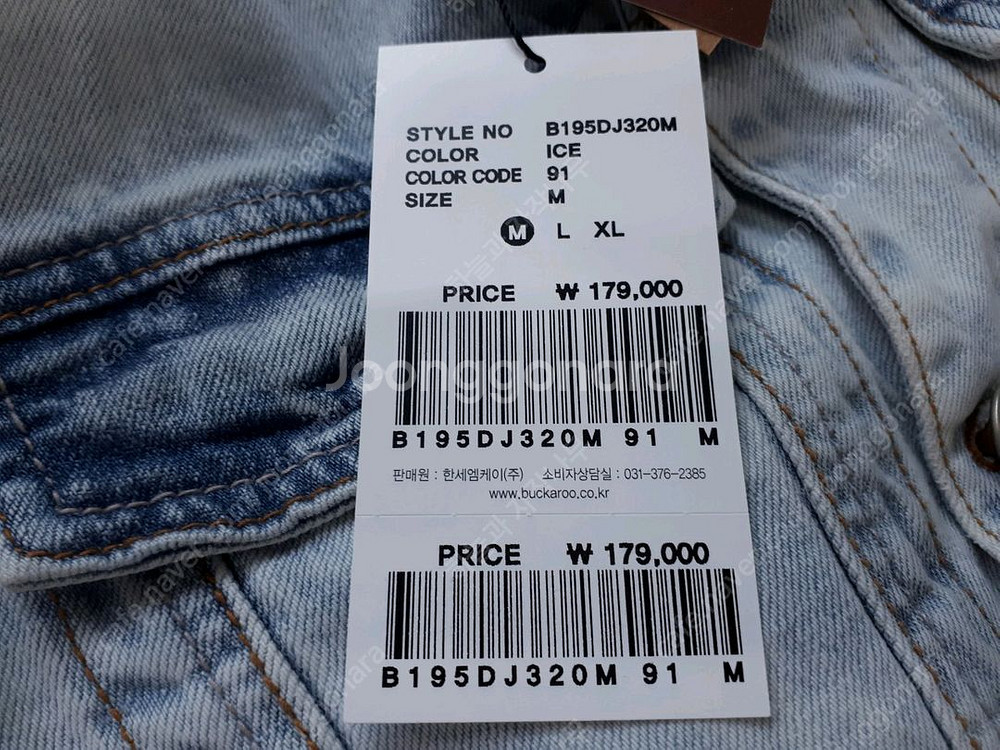 STYLE NO B195DJ320M
COLOR ICE
COLOR CODE 91
SIZE M
M L XL
PRICE ₩ 179,000
Joonggonara
B195DJ320M 91 M
판매원 : 한세엠케이(주) 소비자상담실 : 031-376-2385
www.buckaroo.co.kr
PRICE ₩ 179,000
B195DJ320M 91 M